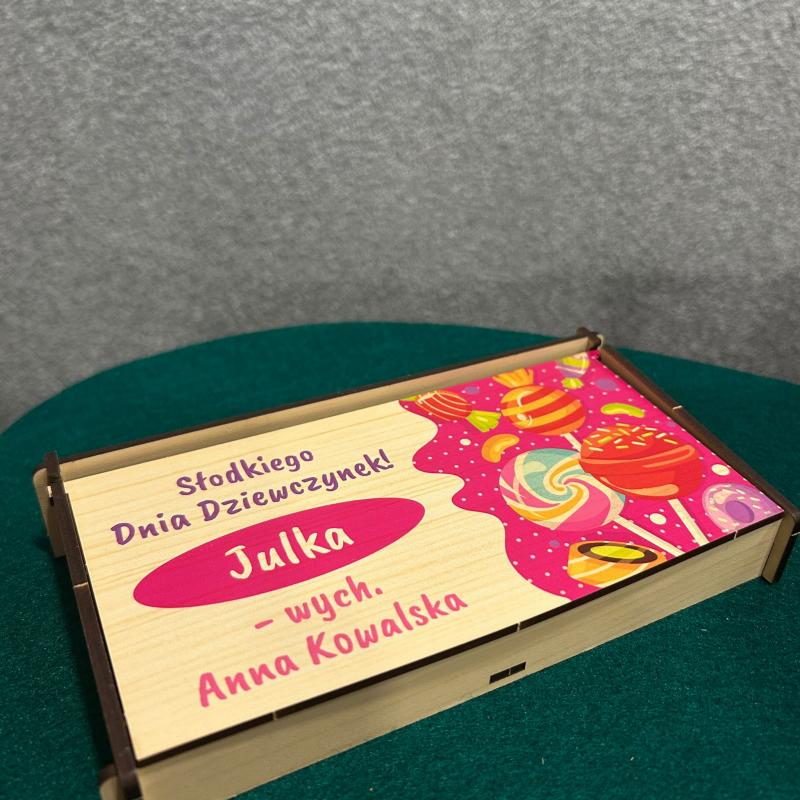 Słodkiego
Dnia Dziewczynek!
Julka
- wych.
Anna Kowalska